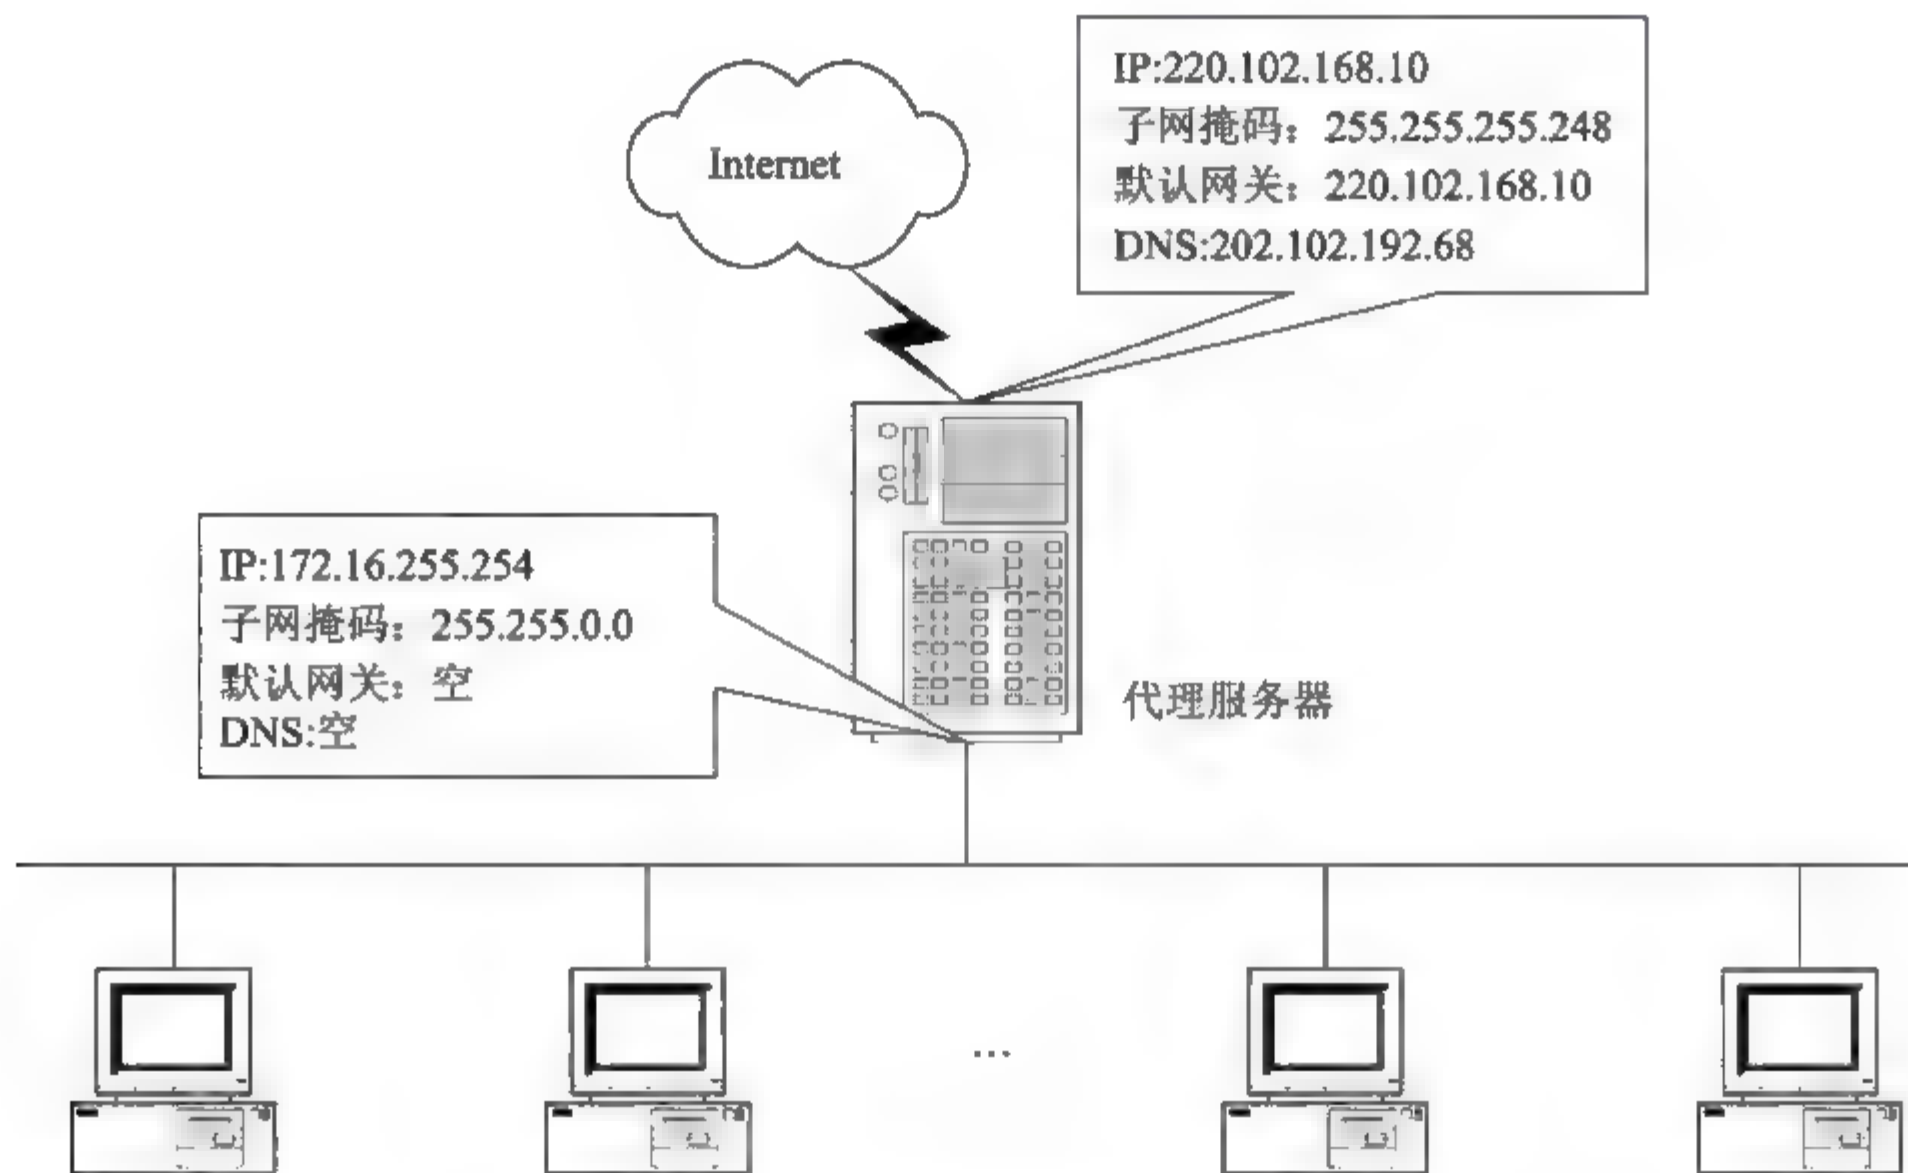 IP:220.102.168.10
子网掩码：255.255.255.248
默认网关：220.102.168.10
DNS:202.102.192.68
Internet
IP:172.16.255.254
子网掩码：255.255.0.0
默认网关：空
DNS:空
代理服务器
...